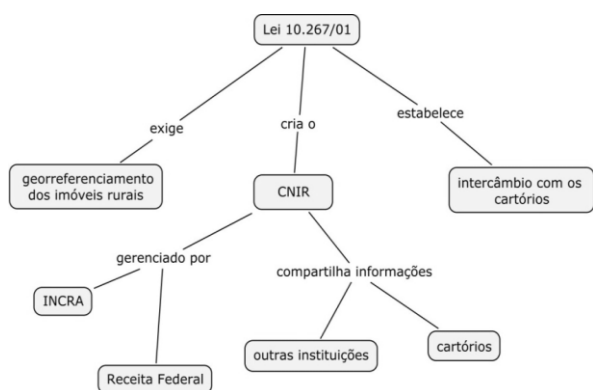 Lei 10.267/01
exige
cria o
estabelece
georreferenciamento
dos imóveis rurais
CNIR
intercâmbio com os
cartórios
gerenciado por
compartilha informações
INCRA
Receita Federal
outras instituições
cartórios